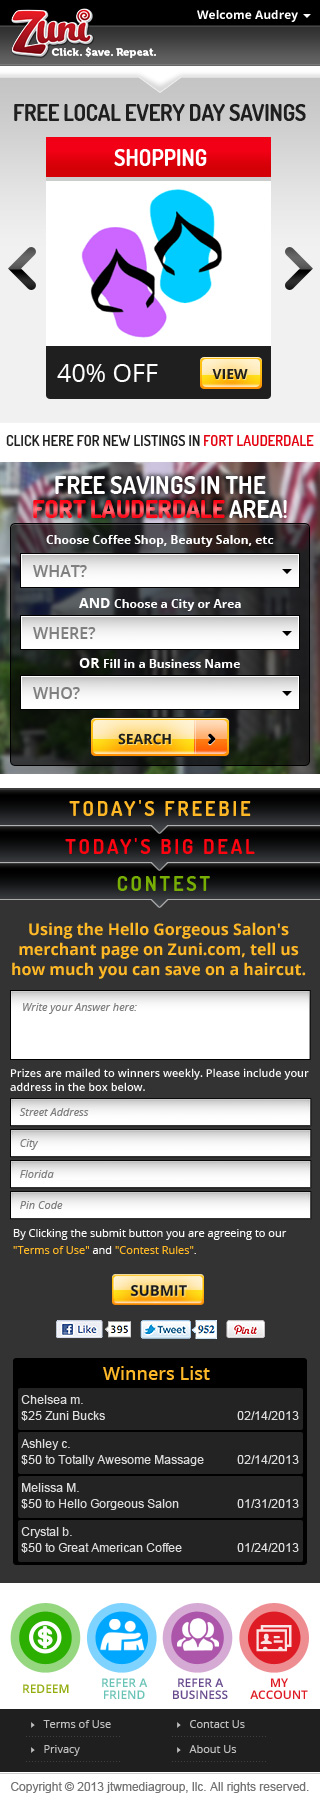 Welcome Audrey
Zuni
Click. $ave. Repeat.
FREE LOCAL EVERY DAY SAVINGS
SHOPPING
40% OFF
VIEW
CLICK HERE FOR NEW LISTINGS IN FORT LAUDERDALE
FREE SAVINGS IN THE
FORT LAUDERDALE AREA!
Choose Coffee Shop, Beauty Salon, etc
WHAT?
AND Choose a City or Area
WHERE?
OR Fill in a Business Name
WHO?
SEARCH
TODAY'S FREEBIE
TODAY'S BIG DEAL
CONTEST
Using the Hello Gorgeous Salon's
merchant page on Zuni.com, tell us
how much you can save on a haircut.
Write your Answer here:
Prizes are mailed to winners weekly. Please include your
address in the box below.
Street Address
City
Florida
Pin Code
By Clicking the submit button you are agreeing to our
"Terms of Use" and "Contest Rules".
SUBMIT
Like 395 Tweet 952 Pin it
Winners List
Chelsea m.
$25 Zuni Bucks 02/14/2013
Ashley c.
$50 to Totally Awesome Massage 02/14/2013
Melissa M.
$50 to Hello Gorgeous Salon 01/31/2013
Crystal b.
$50 to Great American Coffee 01/24/2013
REDEEM
REFER A
FRIEND
REFER A
BUSINESS
MY
ACCOUNT
Terms of Use
Contact Us
Privacy
About Us
Copyright © 2013 jtwmediagroup, llc. All rights reserved.